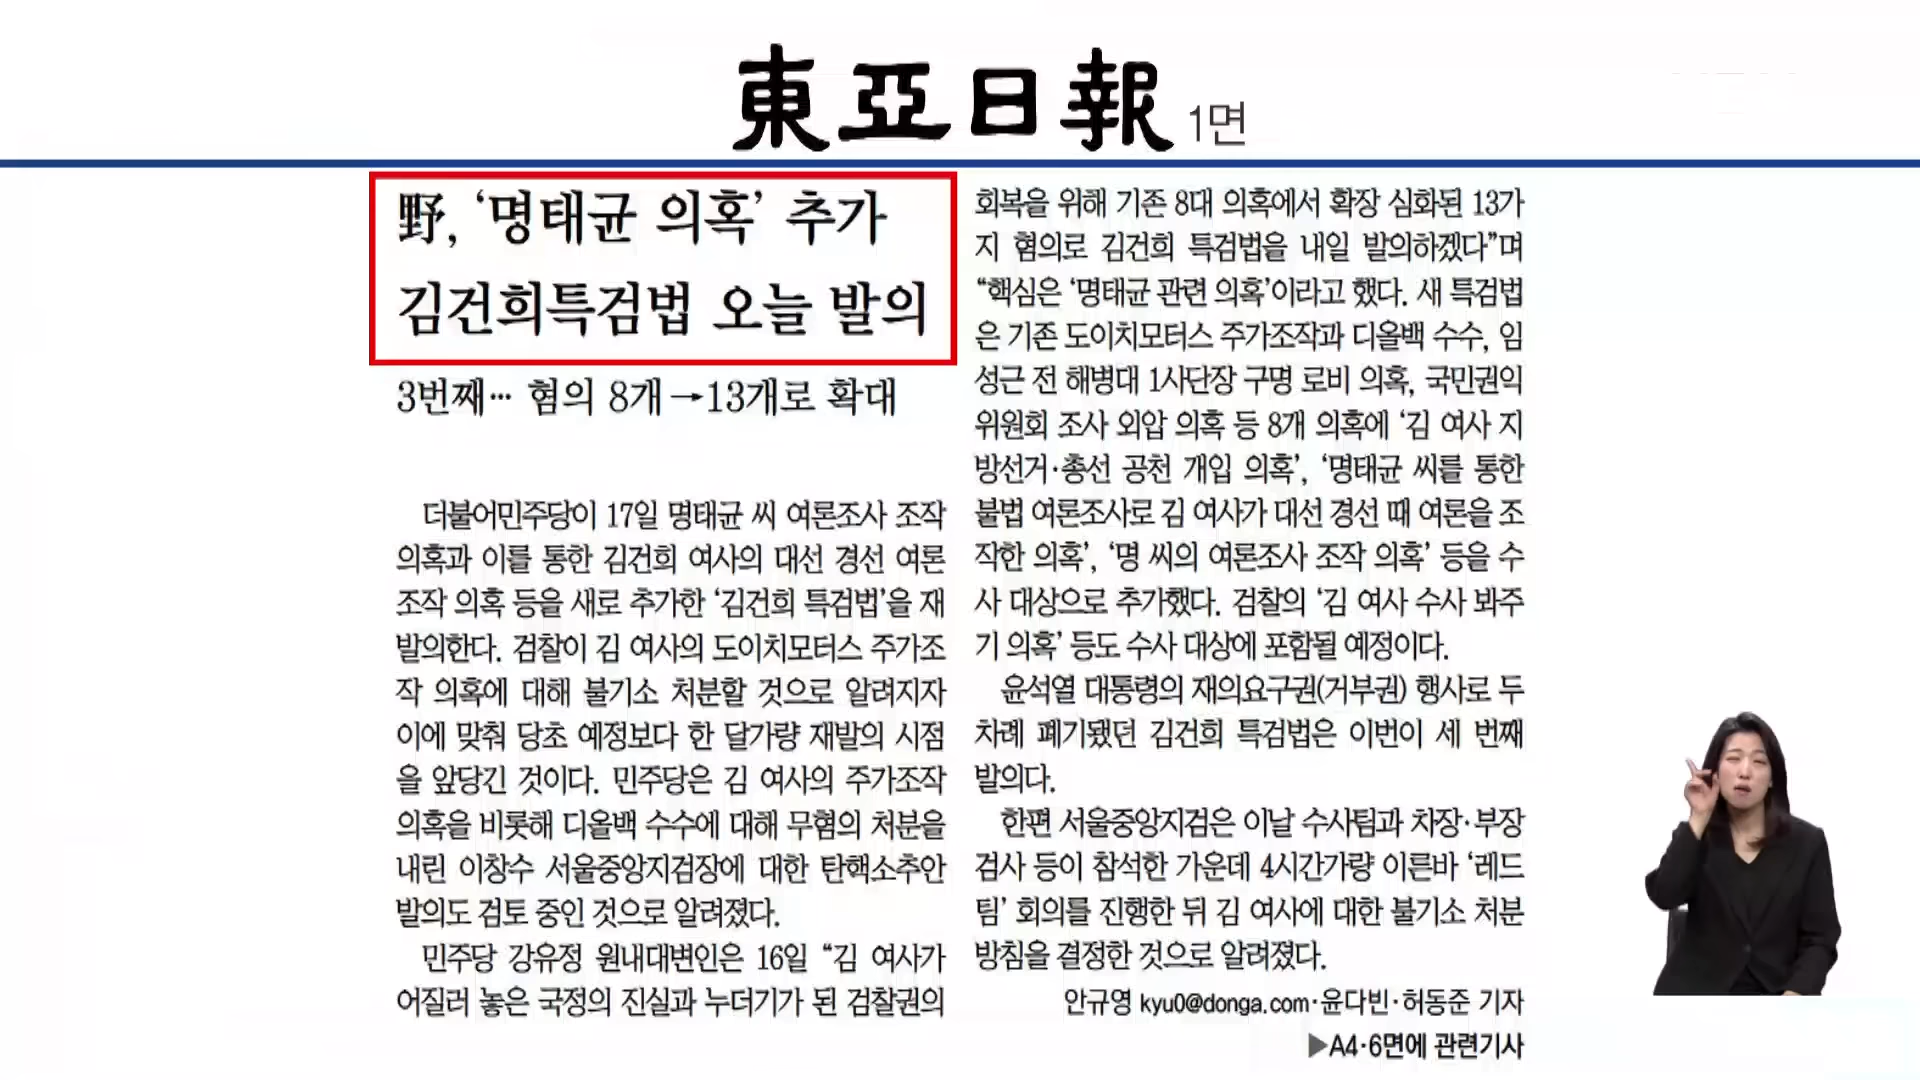 東亞日報 1면
野, ‘명태균 의혹’ 추가
김건희특검법 오늘 발의
3번째… 혐의 8개→13개로 확대
더불어민주당이 17일 명태균 씨 여론조사 조작
의혹과 이를 통한 김건희 여사의 대선 경선 여론
조작 의혹 등을 새로 추가한 ‘김건희 특검법’을 재
발의한다. 검찰이 김 여사의 도이치모터스 주가조
작 의혹에 대해 불기소 처분할 것으로 알려지자
이에 맞춰 당초 예정보다 한 달가량 재발의 시점
을 앞당긴 것이다. 민주당은 김 여사의 주가조작
의혹을 비롯해 디올백 수수에 대해 무혐의 처분을
내린 이창수 서울중앙지검장에 대한 탄핵소추안
발의도 검토 중인 것으로 알려졌다.
민주당 강유정 원내대변인은 16일 “김 여사가
어질러 놓은 국정의 진실과 누더기가 된 검찰권의
회복을 위해 기존 8대 의혹에서 확장 심화된 13가
지 혐의로 김건희 특검법을 내일 발의하겠다”며
“핵심은 ‘명태균 관련 의혹’이라고 했다. 새 특검법
은 기존 도이치모터스 주가조작과 디올백 수수, 임
성근 전 해병대 1사단장 구명 로비 의혹, 국민권익
위원회 조사 외압 의혹 등 8개 의혹에 ‘김 여사 지
방선거·총선 공천 개입 의혹’, ‘명태균 씨를 통한
불법 여론조사로 김 여사가 대선 경선 때 여론을 조
작한 의혹’, ‘명 씨의 여론조사 조작 의혹’ 등을 수
사 대상으로 추가했다. 검찰의 ‘김 여사 수사 봐주
기 의혹’ 등도 수사 대상에 포함될 예정이다.
윤석열 대통령의 재의요구권(거부권) 행사로 두
차례 폐기됐던 김건희 특검법은 이번이 세 번째
발의다.
한편 서울중앙지검은 이날 수사팀과 차장·부장
검사 등이 참석한 가운데 4시간가량 이른바 ‘레드
팀’ 회의를 진행한 뒤 김 여사에 대한 불기소 처분
방침을 결정한 것으로 알려졌다.
안규영 kyu0@donga.com·윤다빈·허동준 기자
▶A4·6면에 관련기사